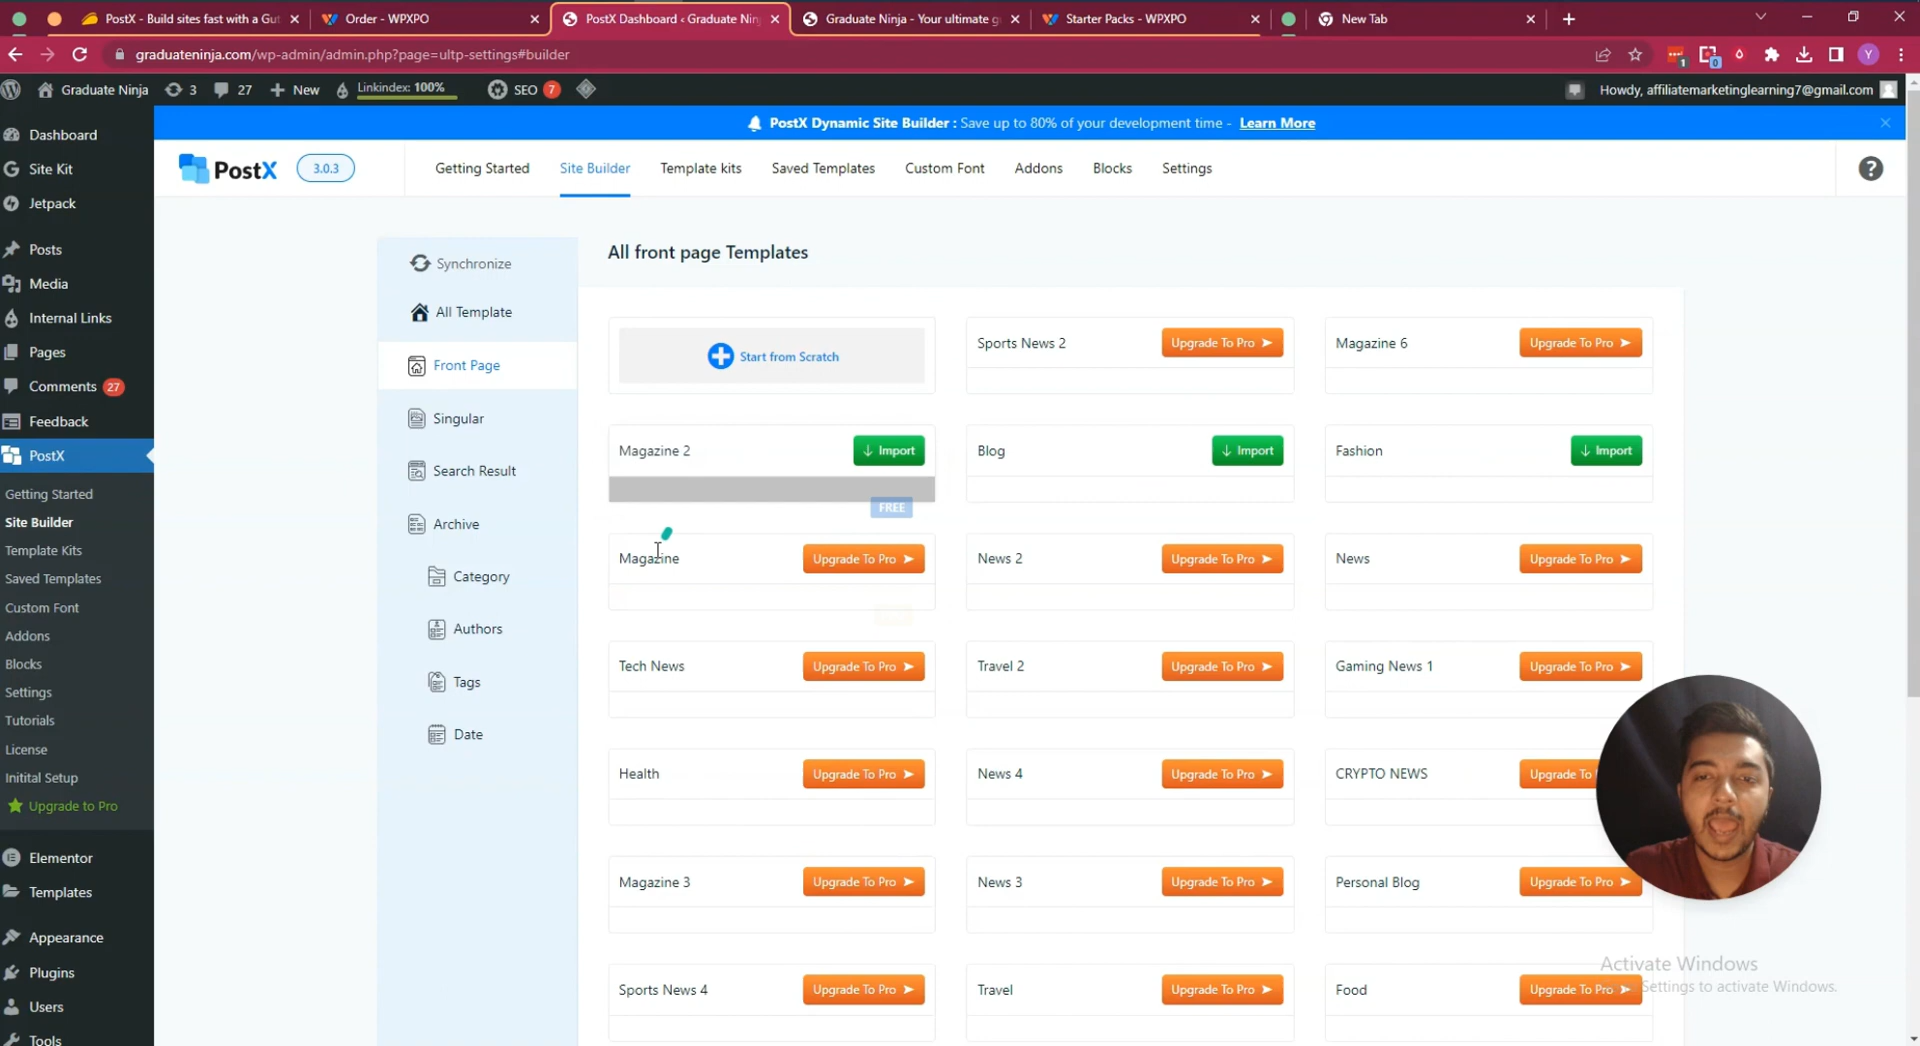 PostX - Build sites fast with a Gut
Order - WPXPO
PostX Dashboard ‹ Graduate Nin
Graduate Ninja - Your ultimate g
Starter Packs - WPXPO
New Tab
graduateninja.com/wp-admin/admin.php?page=ultp-settings#builder
1
0
Y
Graduate Ninja
3
27
New
Linkindex: 100%
SEO 7
Howdy, affiliatemarketinglearning7@gmail.com
PostX Dynamic Site Builder : Save up to 80% of your development time - Learn More
PostX
3.0.3
Getting Started
Site Builder
Template kits
Saved Templates
Custom Font
Addons
Blocks
Settings
?
Dashboard
Site Kit
Jetpack
Posts
Media
Internal Links
Pages
Comments 27
Feedback
PostX
Getting Started
Site Builder
Template Kits
Saved Templates
Custom Font
Addons
Blocks
Settings
Tutorials
License
Initital Setup
Upgrade to Pro
Elementor
Templates
Appearance
Plugins
Users
Tools
Synchronize
All Template
Front Page
Singular
Search Result
Archive
Category
Authors
Tags
Date
All front page Templates
Start from Scratch
Sports News 2 Upgrade To Pro
Magazine 6 Upgrade To Pro
Magazine 2 Import
FREE
Blog Import
Fashion Import
Magazine Upgrade To Pro
News 2 Upgrade To Pro
News Upgrade To Pro
Tech News Upgrade To Pro
Travel 2 Upgrade To Pro
Gaming News 1 Upgrade To Pro
Health Upgrade To Pro
News 4 Upgrade To Pro
CRYPTO NEWS Upgrade To
Magazine 3 Upgrade To Pro
News 3 Upgrade To Pro
Personal Blog Upgrade To Pro
Sports News 4 Upgrade To Pro
Travel Upgrade To Pro
Food Upgrade To Pro
Activate Windows
Settings to activate Windows.